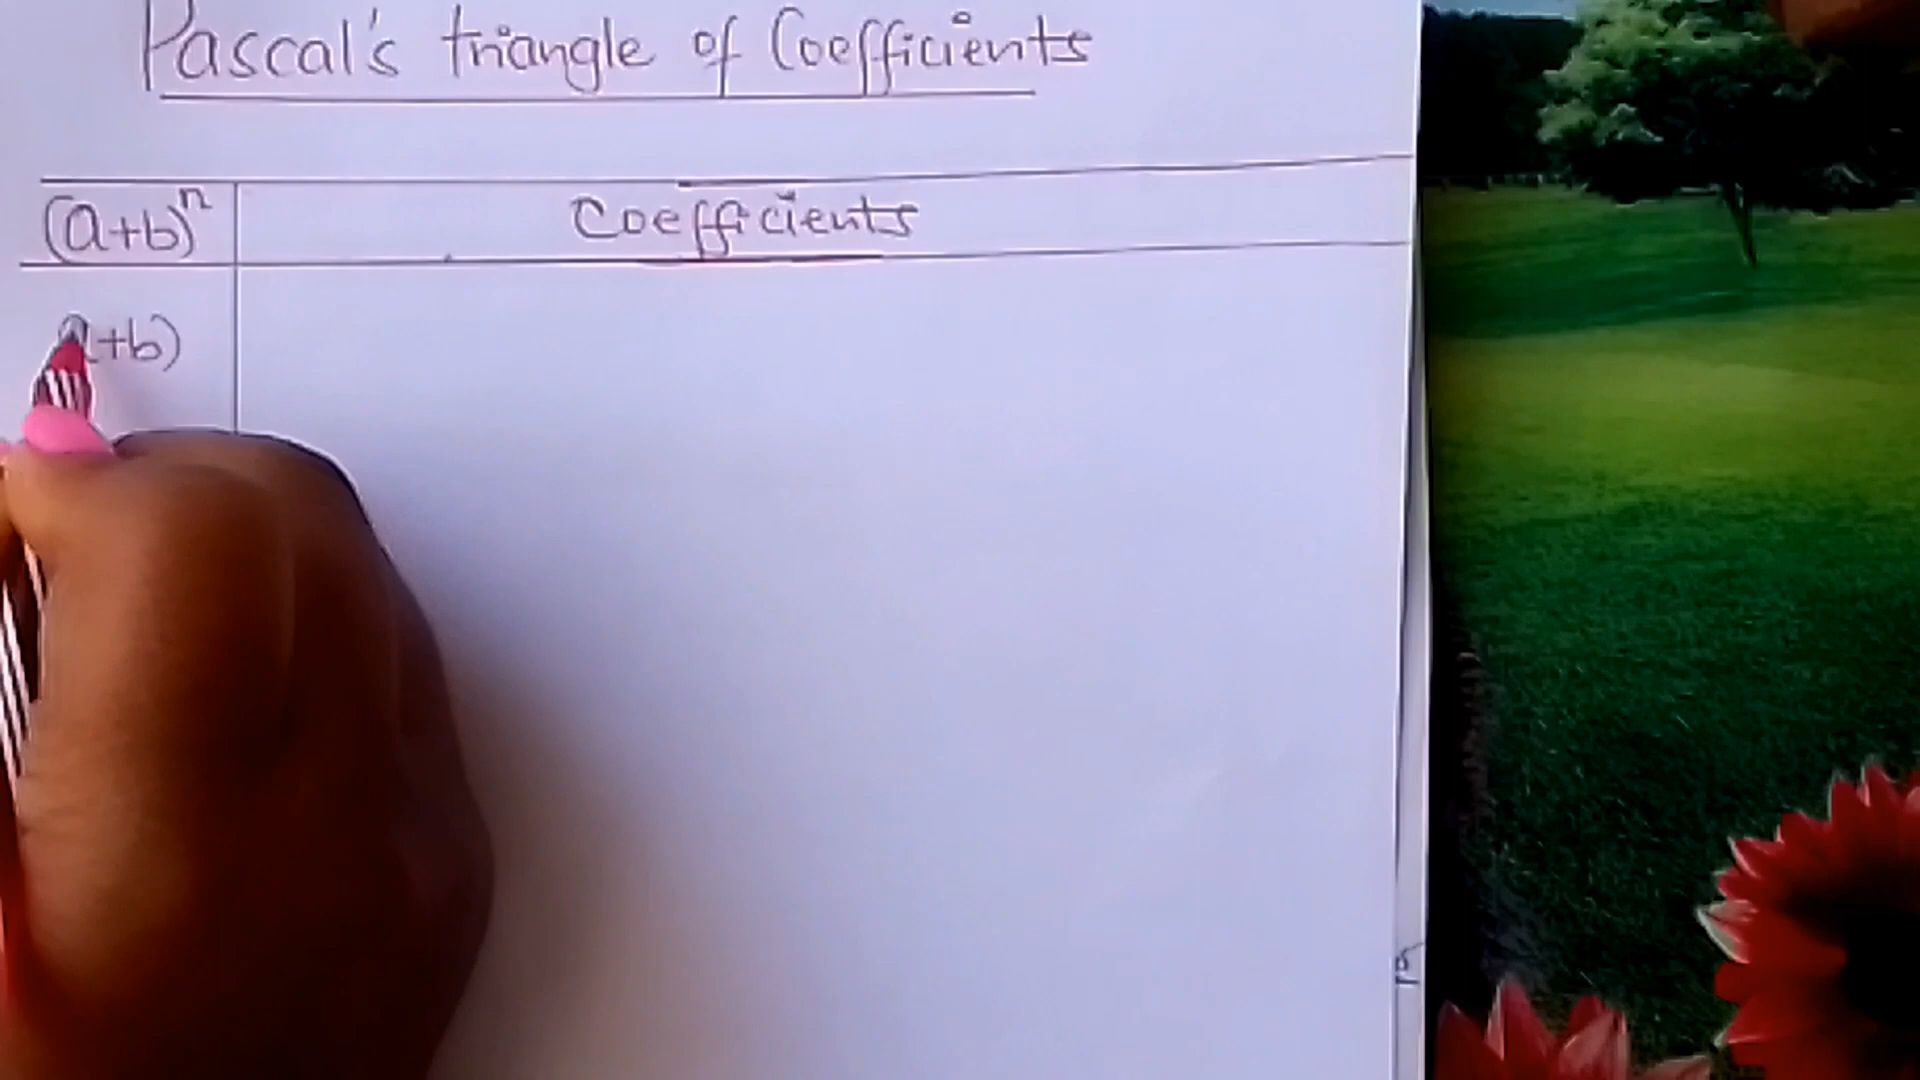 Pascal's triangle of Coefficients
(a+b)ⁿ Coefficients
a+b)